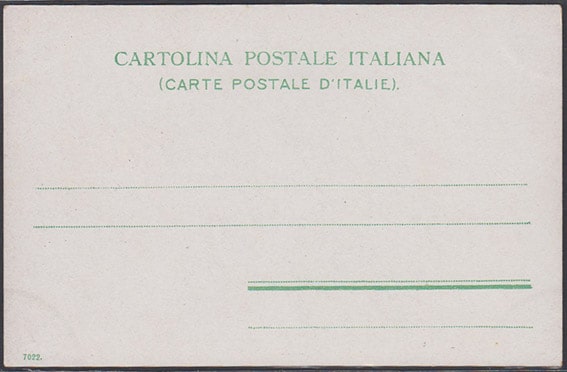 CARTOLINA POSTALE ITALIANA
(CARTE POSTALE D'ITALIE).
7022.